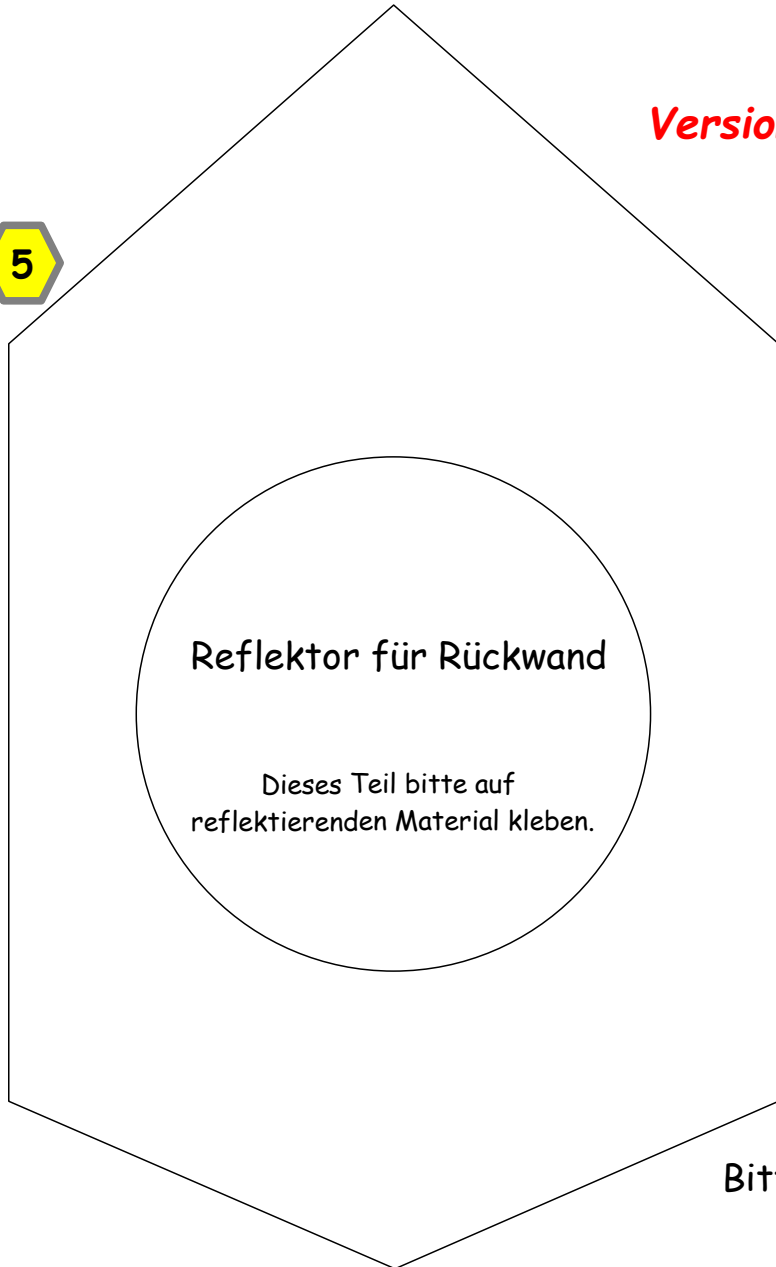 5
Reflektor für Rückwand
Dieses Teil bitte auf
reflektierenden Material kleben.